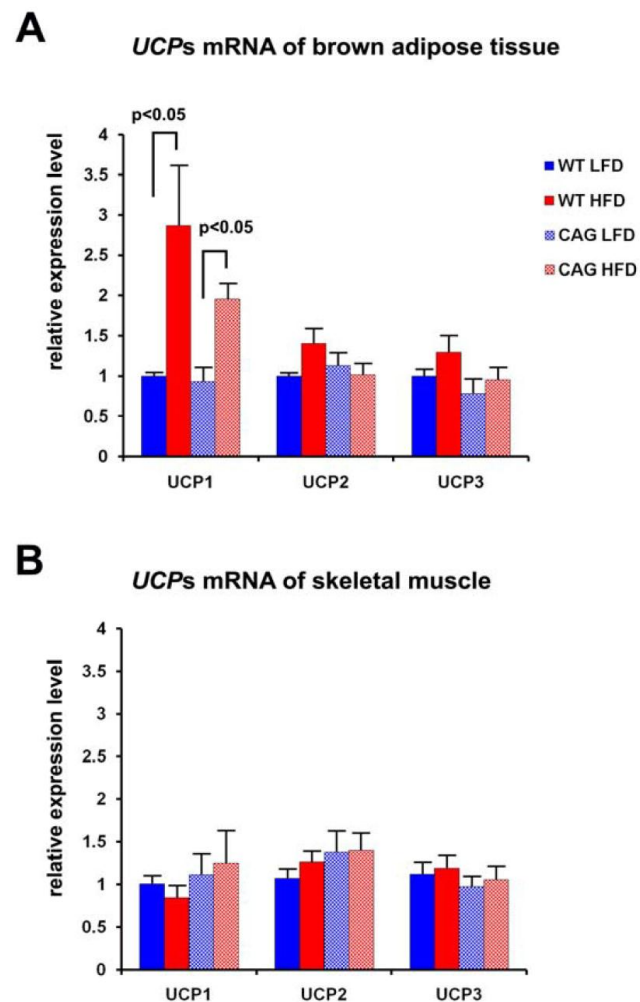 A
UCPs mRNA of brown adipose tissue
relative expression level
p<0.05
p<0.05
4
3.5
3
2.5
2
1.5
1
0.5
0
UCP1 UCP2 UCP3
WT LFD
WT HFD
CAG LFD
CAG HFD
B
UCPs mRNA of skeletal muscle
relative expression level
4
3.5
3
2.5
2
1.5
1
0.5
0
UCP1 UCP2 UCP3